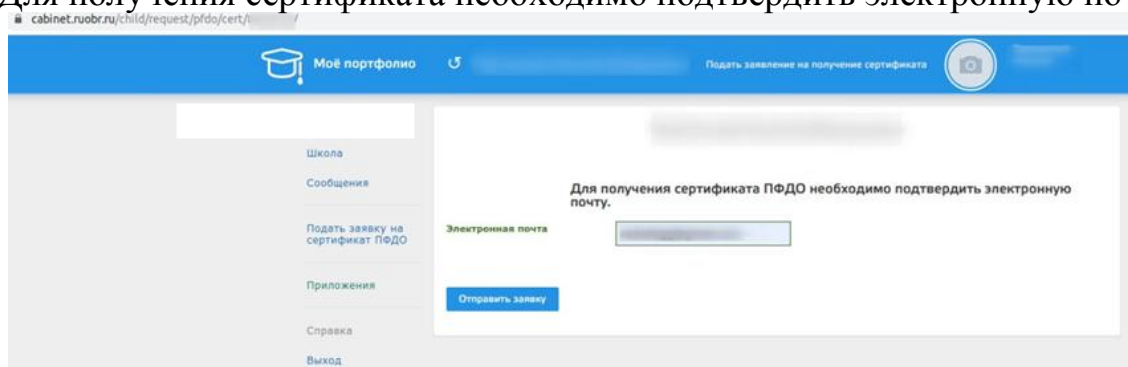 Для получения сертификата необходимо подтвердить электронную по
cabinet.ruobr.ru/child/request/pfdo/cert/
Моё портфолио
Подать заявление на получение сертификата
Школа
Сообщения
Для получения сертификата ПФДО необходимо подтвердить электронную
почту.
Подать заявку на
сертификат ПФДО
Электронная почта
Приложения
Отправить заявку
Справка
Выход